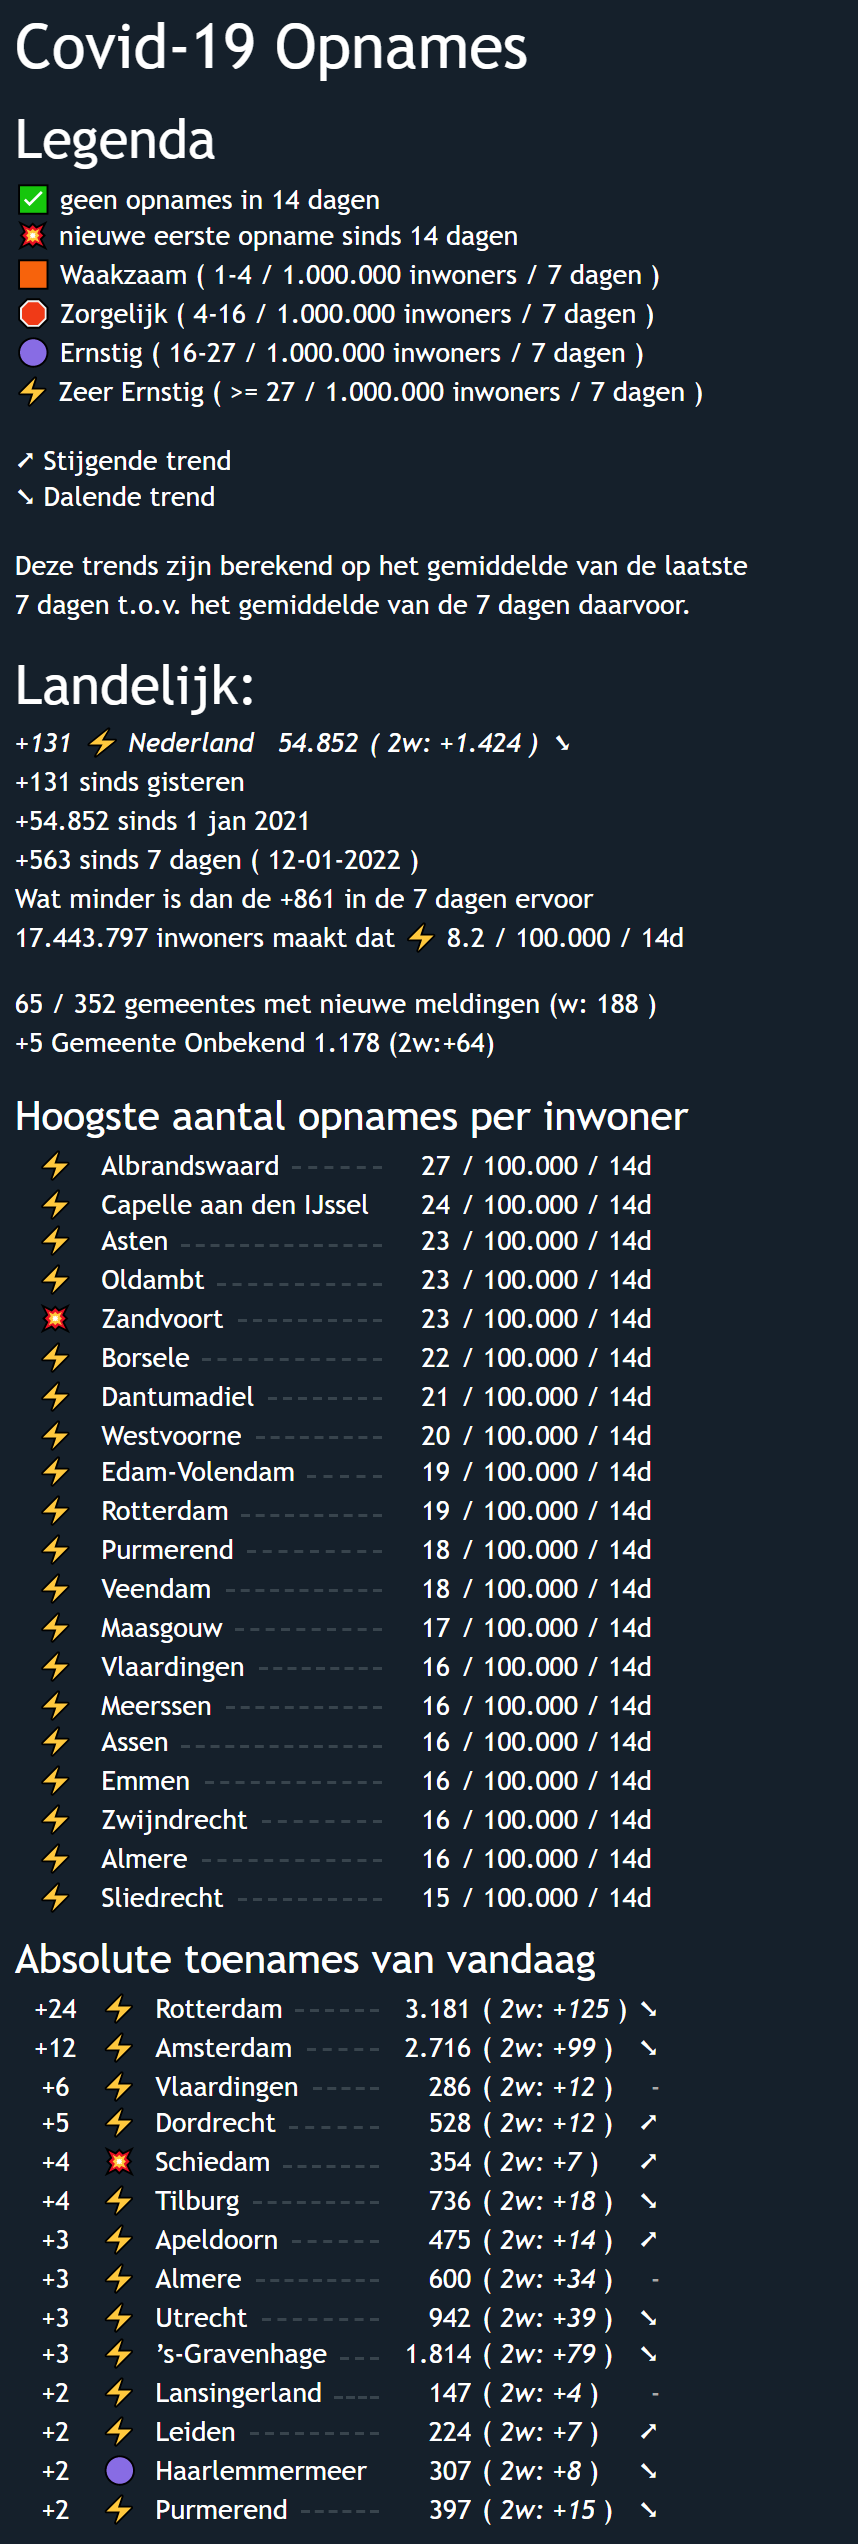 Covid-19 Opnames
Legenda
✅ geen opnames in 14 dagen
💥 nieuwe eerste opname sinds 14 dagen
🟧 Waakzaam ( 1-4 / 1.000.000 inwoners / 7 dagen )
🛑 Zorgelijk ( 4-16 / 1.000.000 inwoners / 7 dagen )
🟣 Ernstig ( 16-27 / 1.000.000 inwoners / 7 dagen )
⚡ Zeer Ernstig ( >= 27 / 1.000.000 inwoners / 7 dagen )
➚ Stijgende trend
➘ Dalende trend
Deze trends zijn berekend op het gemiddelde van de laatste
7 dagen t.o.v. het gemiddelde van de 7 dagen daarvoor.
Landelijk:
+131 ⚡ Nederland 54.852 ( 2w: +1.424 ) ➘
+131 sinds gisteren
+54.852 sinds 1 jan 2021
+563 sinds 7 dagen ( 12-01-2022 )
Wat minder is dan de +861 in de 7 dagen ervoor
17.443.797 inwoners maakt dat ⚡ 8.2 / 100.000 / 14d
65 / 352 gemeentes met nieuwe meldingen (w: 188 )
+5 Gemeente Onbekend 1.178 (2w:+64)
Hoogste aantal opnames per inwoner
⚡ Albrandswaard ------ 27 / 100.000 / 14d
⚡ Capelle aan den IJssel 24 / 100.000 / 14d
⚡ Asten -------------- 23 / 100.000 / 14d
⚡ Oldambt ----------- 23 / 100.000 / 14d
💥 Zandvoort ---------- 23 / 100.000 / 14d
⚡ Borsele ------------ 22 / 100.000 / 14d
⚡ Dantumadiel -------- 21 / 100.000 / 14d
⚡ Westvoorne --------- 20 / 100.000 / 14d
⚡ Edam-Volendam ----- 19 / 100.000 / 14d
⚡ Rotterdam ---------- 19 / 100.000 / 14d
⚡ Purmerend --------- 18 / 100.000 / 14d
⚡ Veendam ----------- 18 / 100.000 / 14d
⚡ Maasgouw ---------- 17 / 100.000 / 14d
⚡ Vlaardingen --------- 16 / 100.000 / 14d
⚡ Meerssen ----------- 16 / 100.000 / 14d
⚡ Assen -------------- 16 / 100.000 / 14d
⚡ Emmen ------------ 16 / 100.000 / 14d
⚡ Zwijndrecht -------- 16 / 100.000 / 14d
⚡ Almere ------------ 16 / 100.000 / 14d
⚡ Sliedrecht ---------- 15 / 100.000 / 14d
Absolute toenames van vandaag
+24 ⚡ Rotterdam ------ 3.181 ( 2w: +125 ) ➘
+12 ⚡ Amsterdam ----- 2.716 ( 2w: +99 ) ➘
+6 ⚡ Vlaardingen ----- 286 ( 2w: +12 ) -
+5 ⚡ Dordrecht ------ 528 ( 2w: +12 ) ➚
+4 💥 Schiedam ------- 354 ( 2w: +7 ) ➚
+4 ⚡ Tilburg --------- 736 ( 2w: +18 ) ➘
+3 ⚡ Apeldoorn ------ 475 ( 2w: +14 ) ➚
+3 ⚡ Almere --------- 600 ( 2w: +34 ) -
+3 ⚡ Utrecht -------- 942 ( 2w: +39 ) ➘
+3 ⚡ ’s-Gravenhage --- 1.814 ( 2w: +79 ) ➘
+2 ⚡ Lansingerland ---- 147 ( 2w: +4 ) -
+2 ⚡ Leiden --------- 224 ( 2w: +7 ) ➚
+2 🟣 Haarlemmermeer 307 ( 2w: +8 ) ➘
+2 ⚡ Purmerend ------ 397 ( 2w: +15 ) ➘